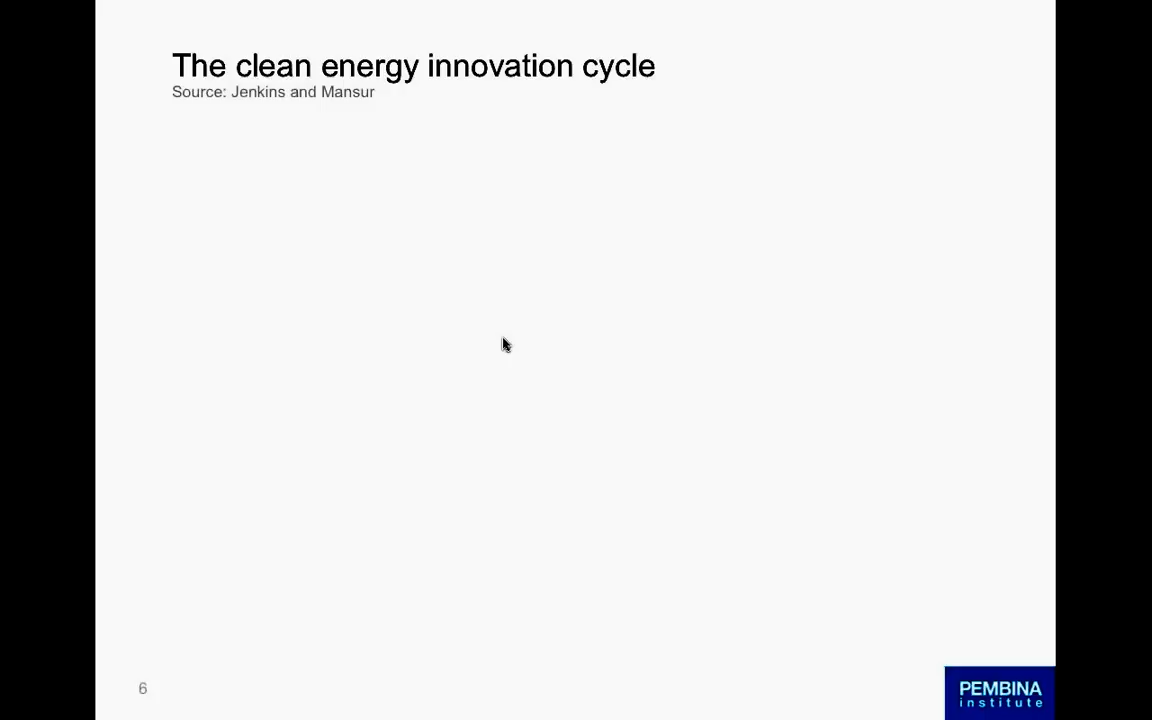 The clean energy innovation cycle
Source: Jenkins and Mansur
6
PEMBINA
institute